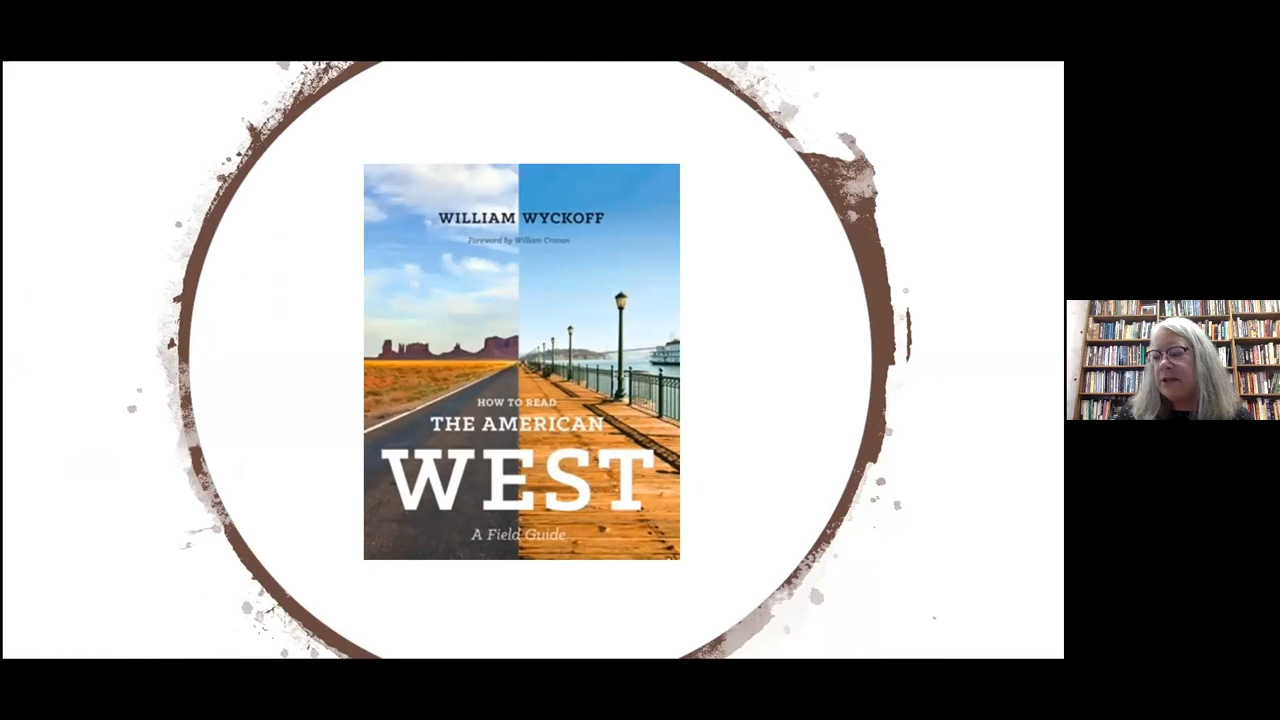 WILLIAM WYCKOFF
Foreword by William Cronon
HOW TO READ
THE AMERICAN
WEST
A Field Guide